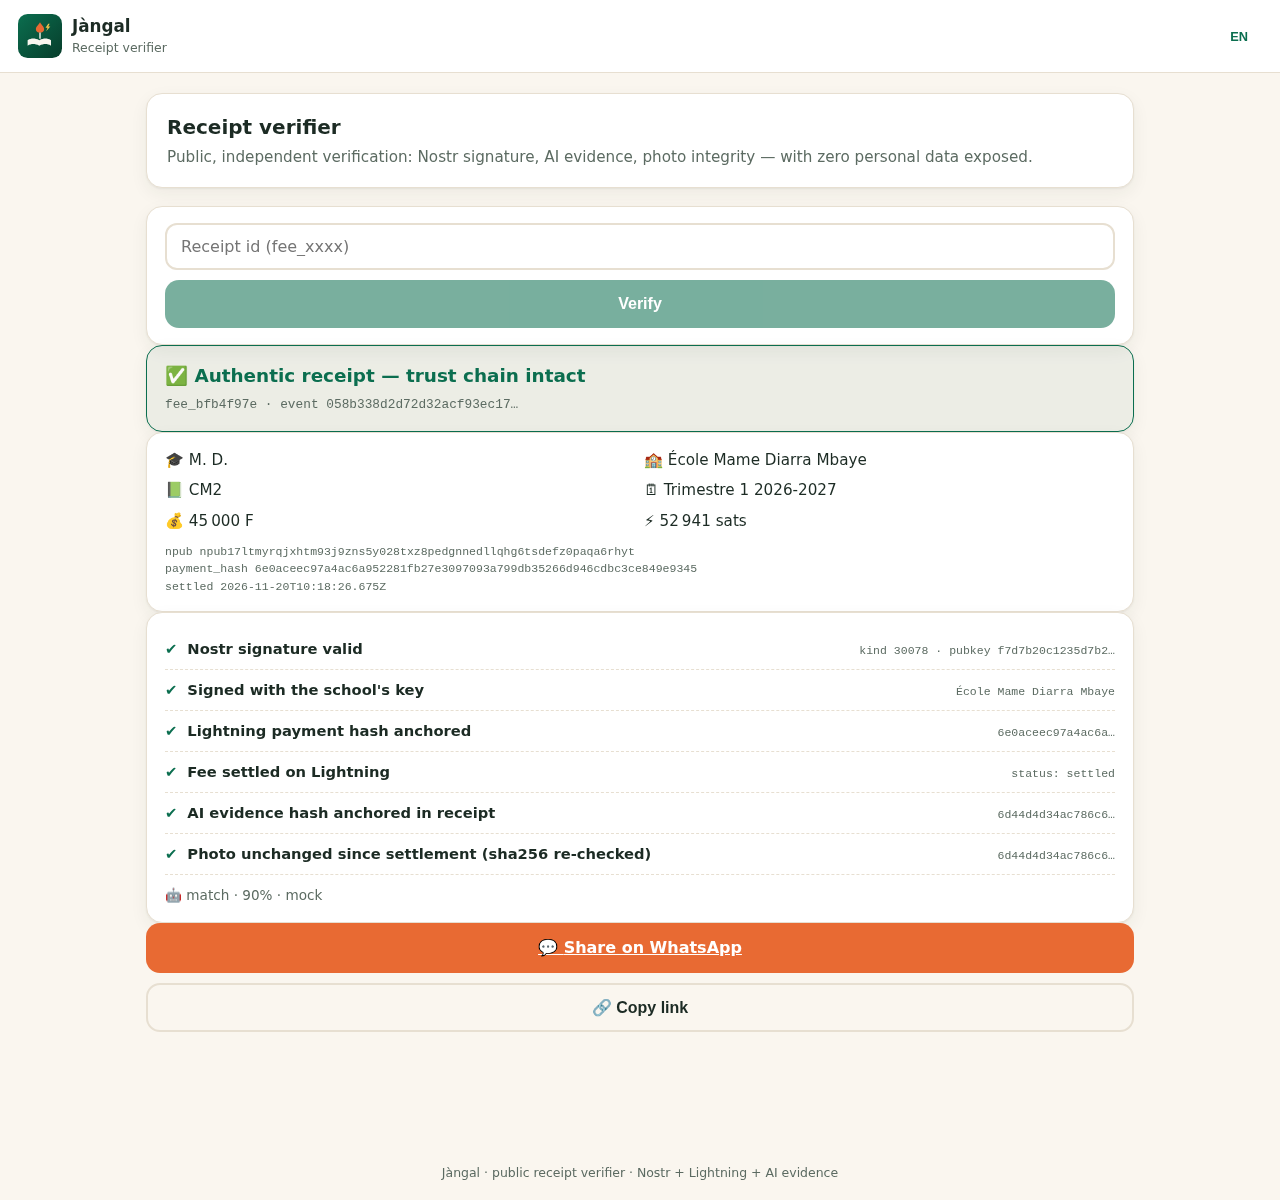 Jàngal
Receipt verifier
EN
Receipt verifier
Public, independent verification: Nostr signature, AI evidence, photo integrity — with zero personal data exposed.
Receipt id (fee_xxxx)
Verify
✅ Authentic receipt — trust chain intact
fee_bfb4f97e · event 058b338d2d72d32acf93ec17…
🎓 M. D.
🏫 École Mame Diarra Mbaye
📗 CM2
🗓 Trimestre 1 2026-2027
💰 45 000 F
⚡ 52 941 sats
npub npub17ltmyrqjxhtm93j9zns5y028txz8pedgnnedllqhg6tsdefz0paqa6rhyt
payment_hash 6e0aceec97a4ac6a952281fb27e3097093a799db35266d946cdbc3ce849e9345
settled 2026-11-20T10:18:26.675Z
✔ Nostr signature valid
kind 30078 · pubkey f7d7b20c1235d7b2…
✔ Signed with the school's key
École Mame Diarra Mbaye
✔ Lightning payment hash anchored
6e0aceec97a4ac6a…
✔ Fee settled on Lightning
status: settled
✔ AI evidence hash anchored in receipt
6d44d4d34ac786c6…
✔ Photo unchanged since settlement (sha256 re-checked)
6d44d4d34ac786c6…
🤖 match · 90% · mock
💬 Share on WhatsApp
🔗 Copy link
Jàngal · public receipt verifier · Nostr + Lightning + AI evidence